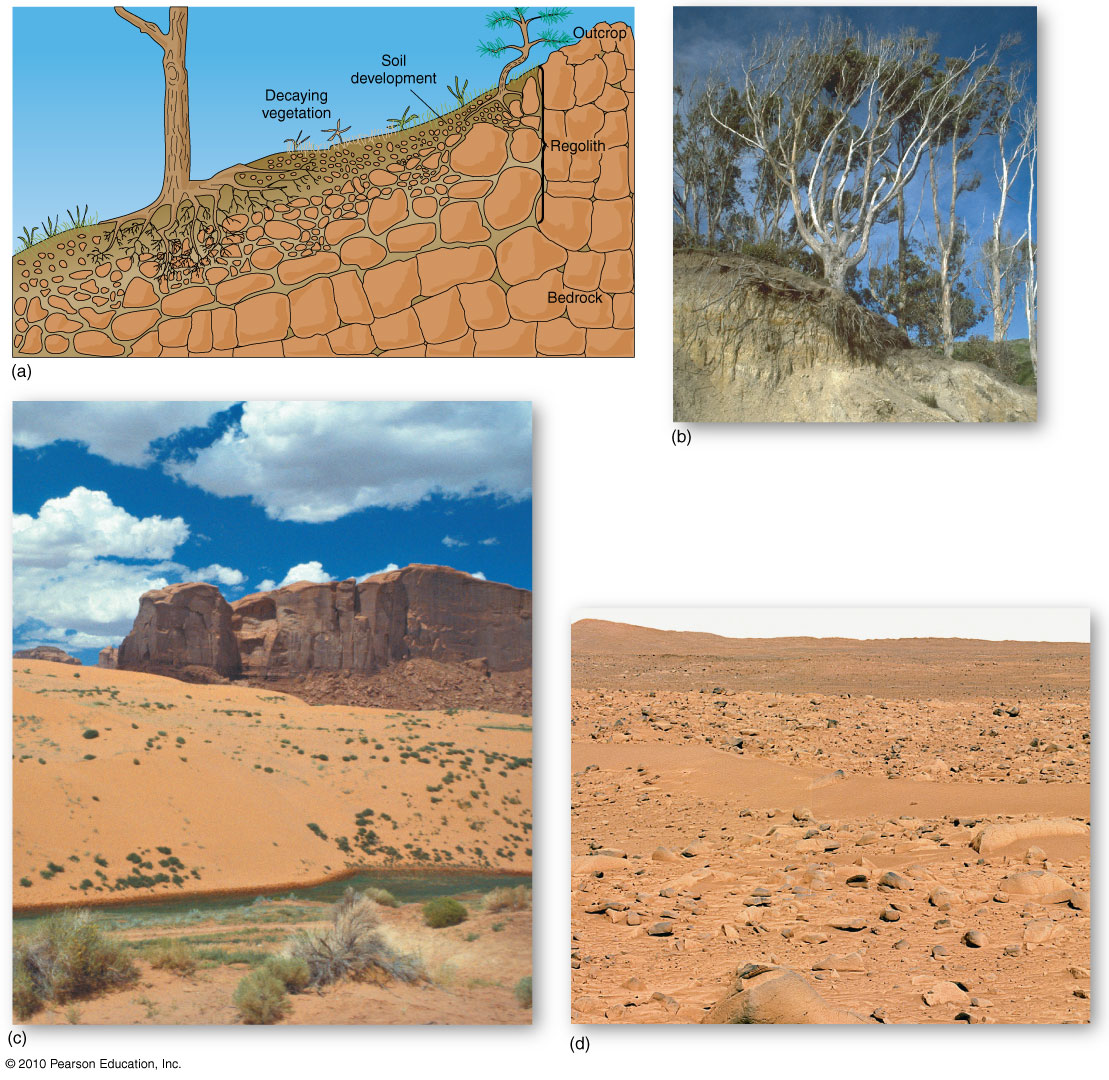 Outcrop
Soil
development
Decaying
vegetation
Regolith
Bedrock
(a)
(b)
(c)
(d)
© 2010 Pearson Education, Inc.